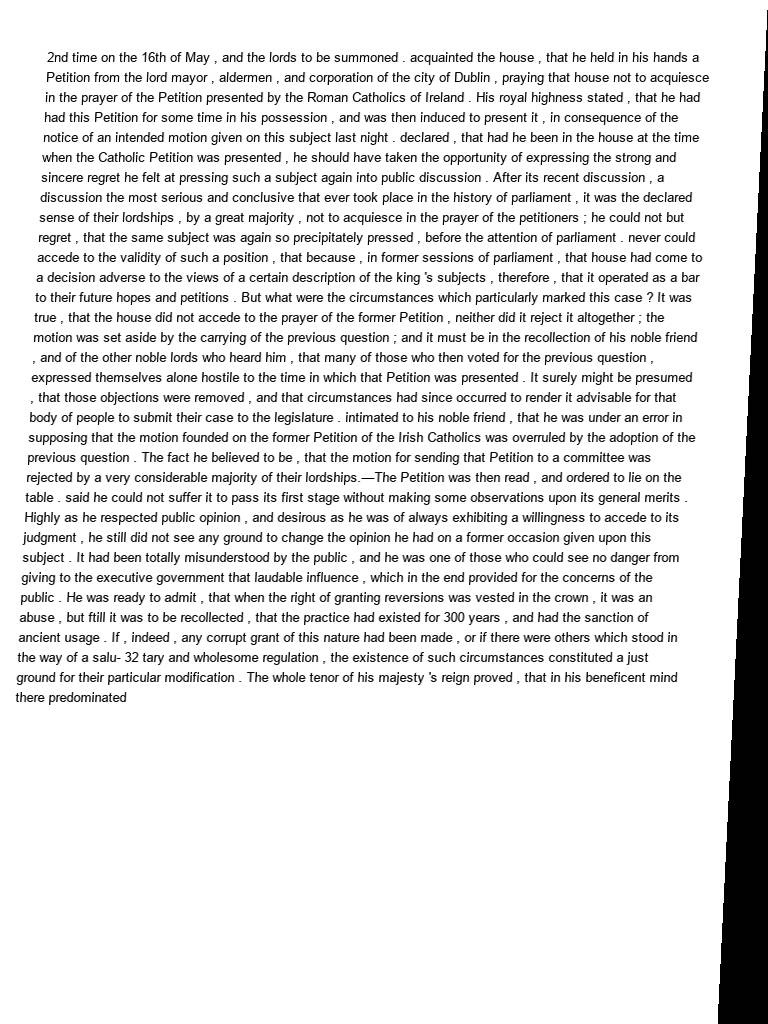 2nd time on the 16th of May , and the lords to be summoned . acquainted the house , that he held in his hands a
Petition from the lord mayor , aldermen , and corporation of the city of Dublin , praying that house not to acquiesce
in the prayer of the Petition presented by the Roman Catholics of Ireland . His royal highness stated , that he had
had this Petition for some time in his possession , and was then induced to present it , in consequence of the
notice of an intended motion given on this subject last night . declared , that had he been in the house at the time
when the Catholic Petition was presented , he should have taken the opportunity of expressing the strong and
sincere regret he felt at pressing such a subject again into public discussion . After its recent discussion , a
discussion the most serious and conclusive that ever took place in the history of parliament , it was the declared
sense of their lordships , by a great majority , not to acquiesce in the prayer of the petitioners ; he could not but
regret , that the same subject was again so precipitately pressed , before the attention of parliament . never could
accede to the validity of such a position , that because , in former sessions of parliament , that house had come to
a decision adverse to the views of a certain description of the king 's subjects , therefore , that it operated as a bar
to their future hopes and petitions . But what were the circumstances which particularly marked this case ? It was
true , that the house did not accede to the prayer of the former Petition , neither did it reject it altogether ; the
motion was set aside by the carrying of the previous question ; and it must be in the recollection of his noble friend
, and of the other noble lords who heard him , that many of those who then voted for the previous question ,
expressed themselves alone hostile to the time in which that Petition was presented . It surely might be presumed
, that those objections were removed , and that circumstances had since occurred to render it advisable for that
body of people to submit their case to the legislature . intimated to his noble friend , that he was under an error in
supposing that the motion founded on the former Petition of the Irish Catholics was overruled by the adoption of the
previous question . The fact he believed to be , that the motion for sending that Petition to a committee was
rejected by a very considerable majority of their lordships.—The Petition was then read , and ordered to lie on the
table . said he could not suffer it to pass its first stage without making some observations upon its general merits .
Highly as he respected public opinion , and desirous as he was of always exhibiting a willingness to accede to its
judgment , he still did not see any ground to change the opinion he had on a former occasion given upon this
subject . It had been totally misunderstood by the public , and he was one of those who could see no danger from
giving to the executive government that laudable influence , which in the end provided for the concerns of the
public . He was ready to admit , that when the right of granting reversions was vested in the crown , it was an
abuse , but ftill it was to be recollected , that the practice had existed for 300 years , and had the sanction of
ancient usage . If , indeed , any corrupt grant of this nature had been made , or if there were others which stood in
the way of a salu- 32 tary and wholesome regulation , the existence of such circumstances constituted a just
ground for their particular modification . The whole tenor of his majesty 's reign proved , that in his beneficent mind
there predominated